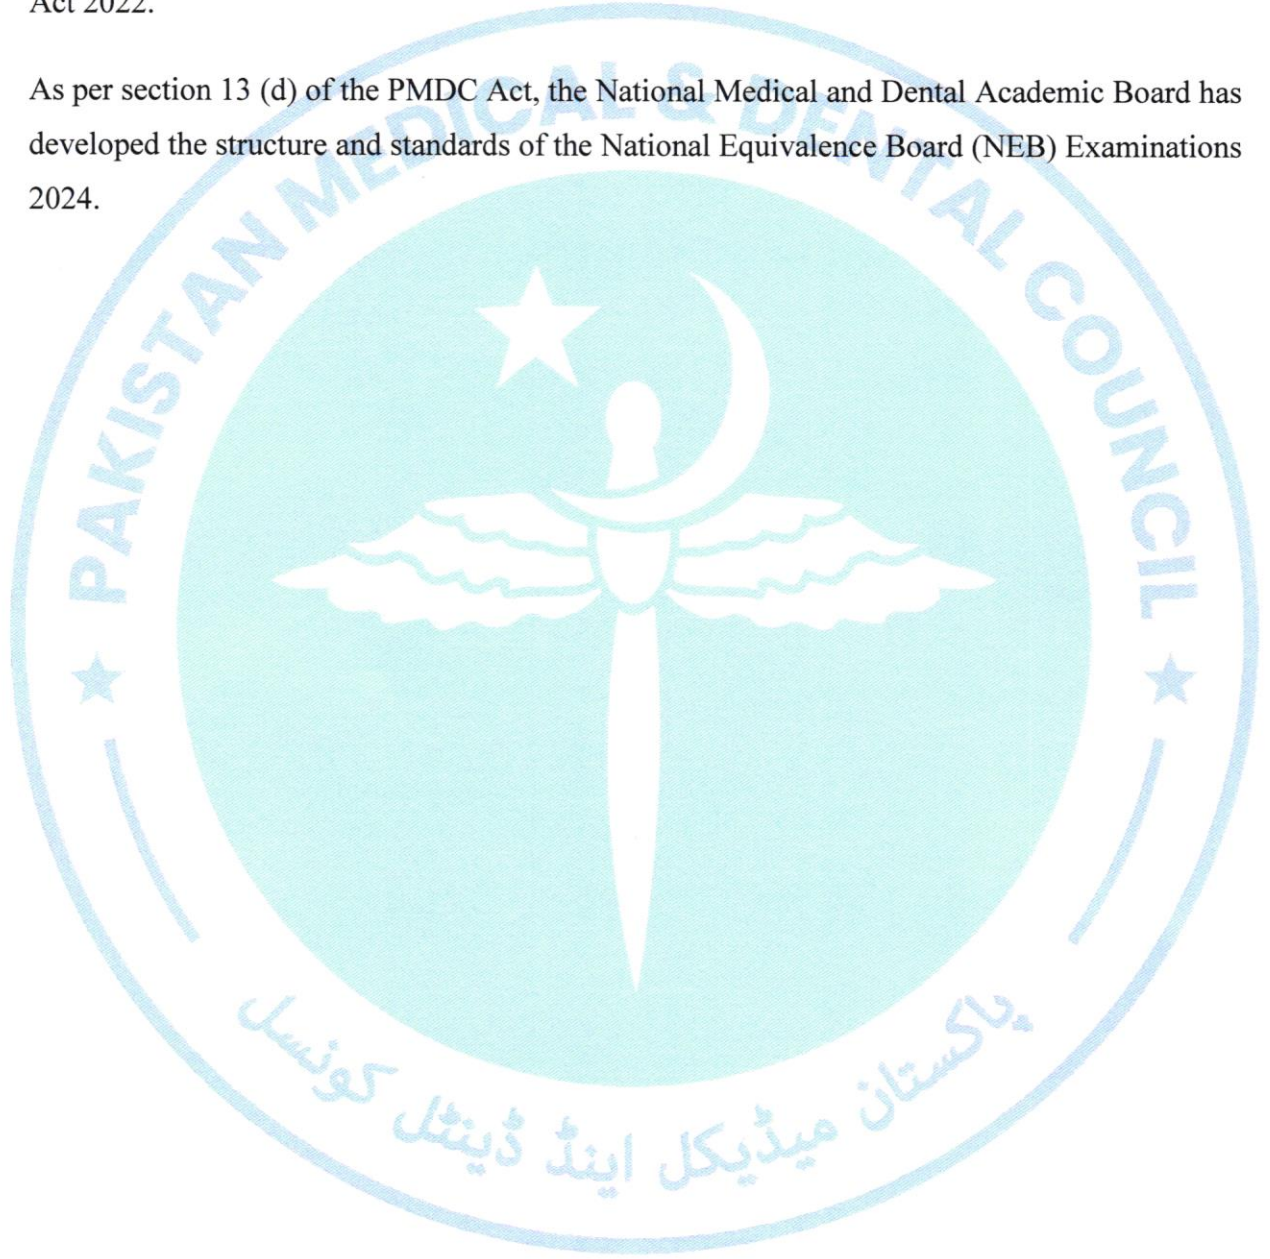 Act 2022.
As per section 13 (d) of the PMDC Act, the National Medical and Dental Academic Board has
developed the structure and standards of the National Equivalence Board (NEB) Examinations
2024.
PAKISTAN MEDICAL & DENTAL COUNCIL
پاکستان میڈیکل اینڈ ڈینٹل کونسل